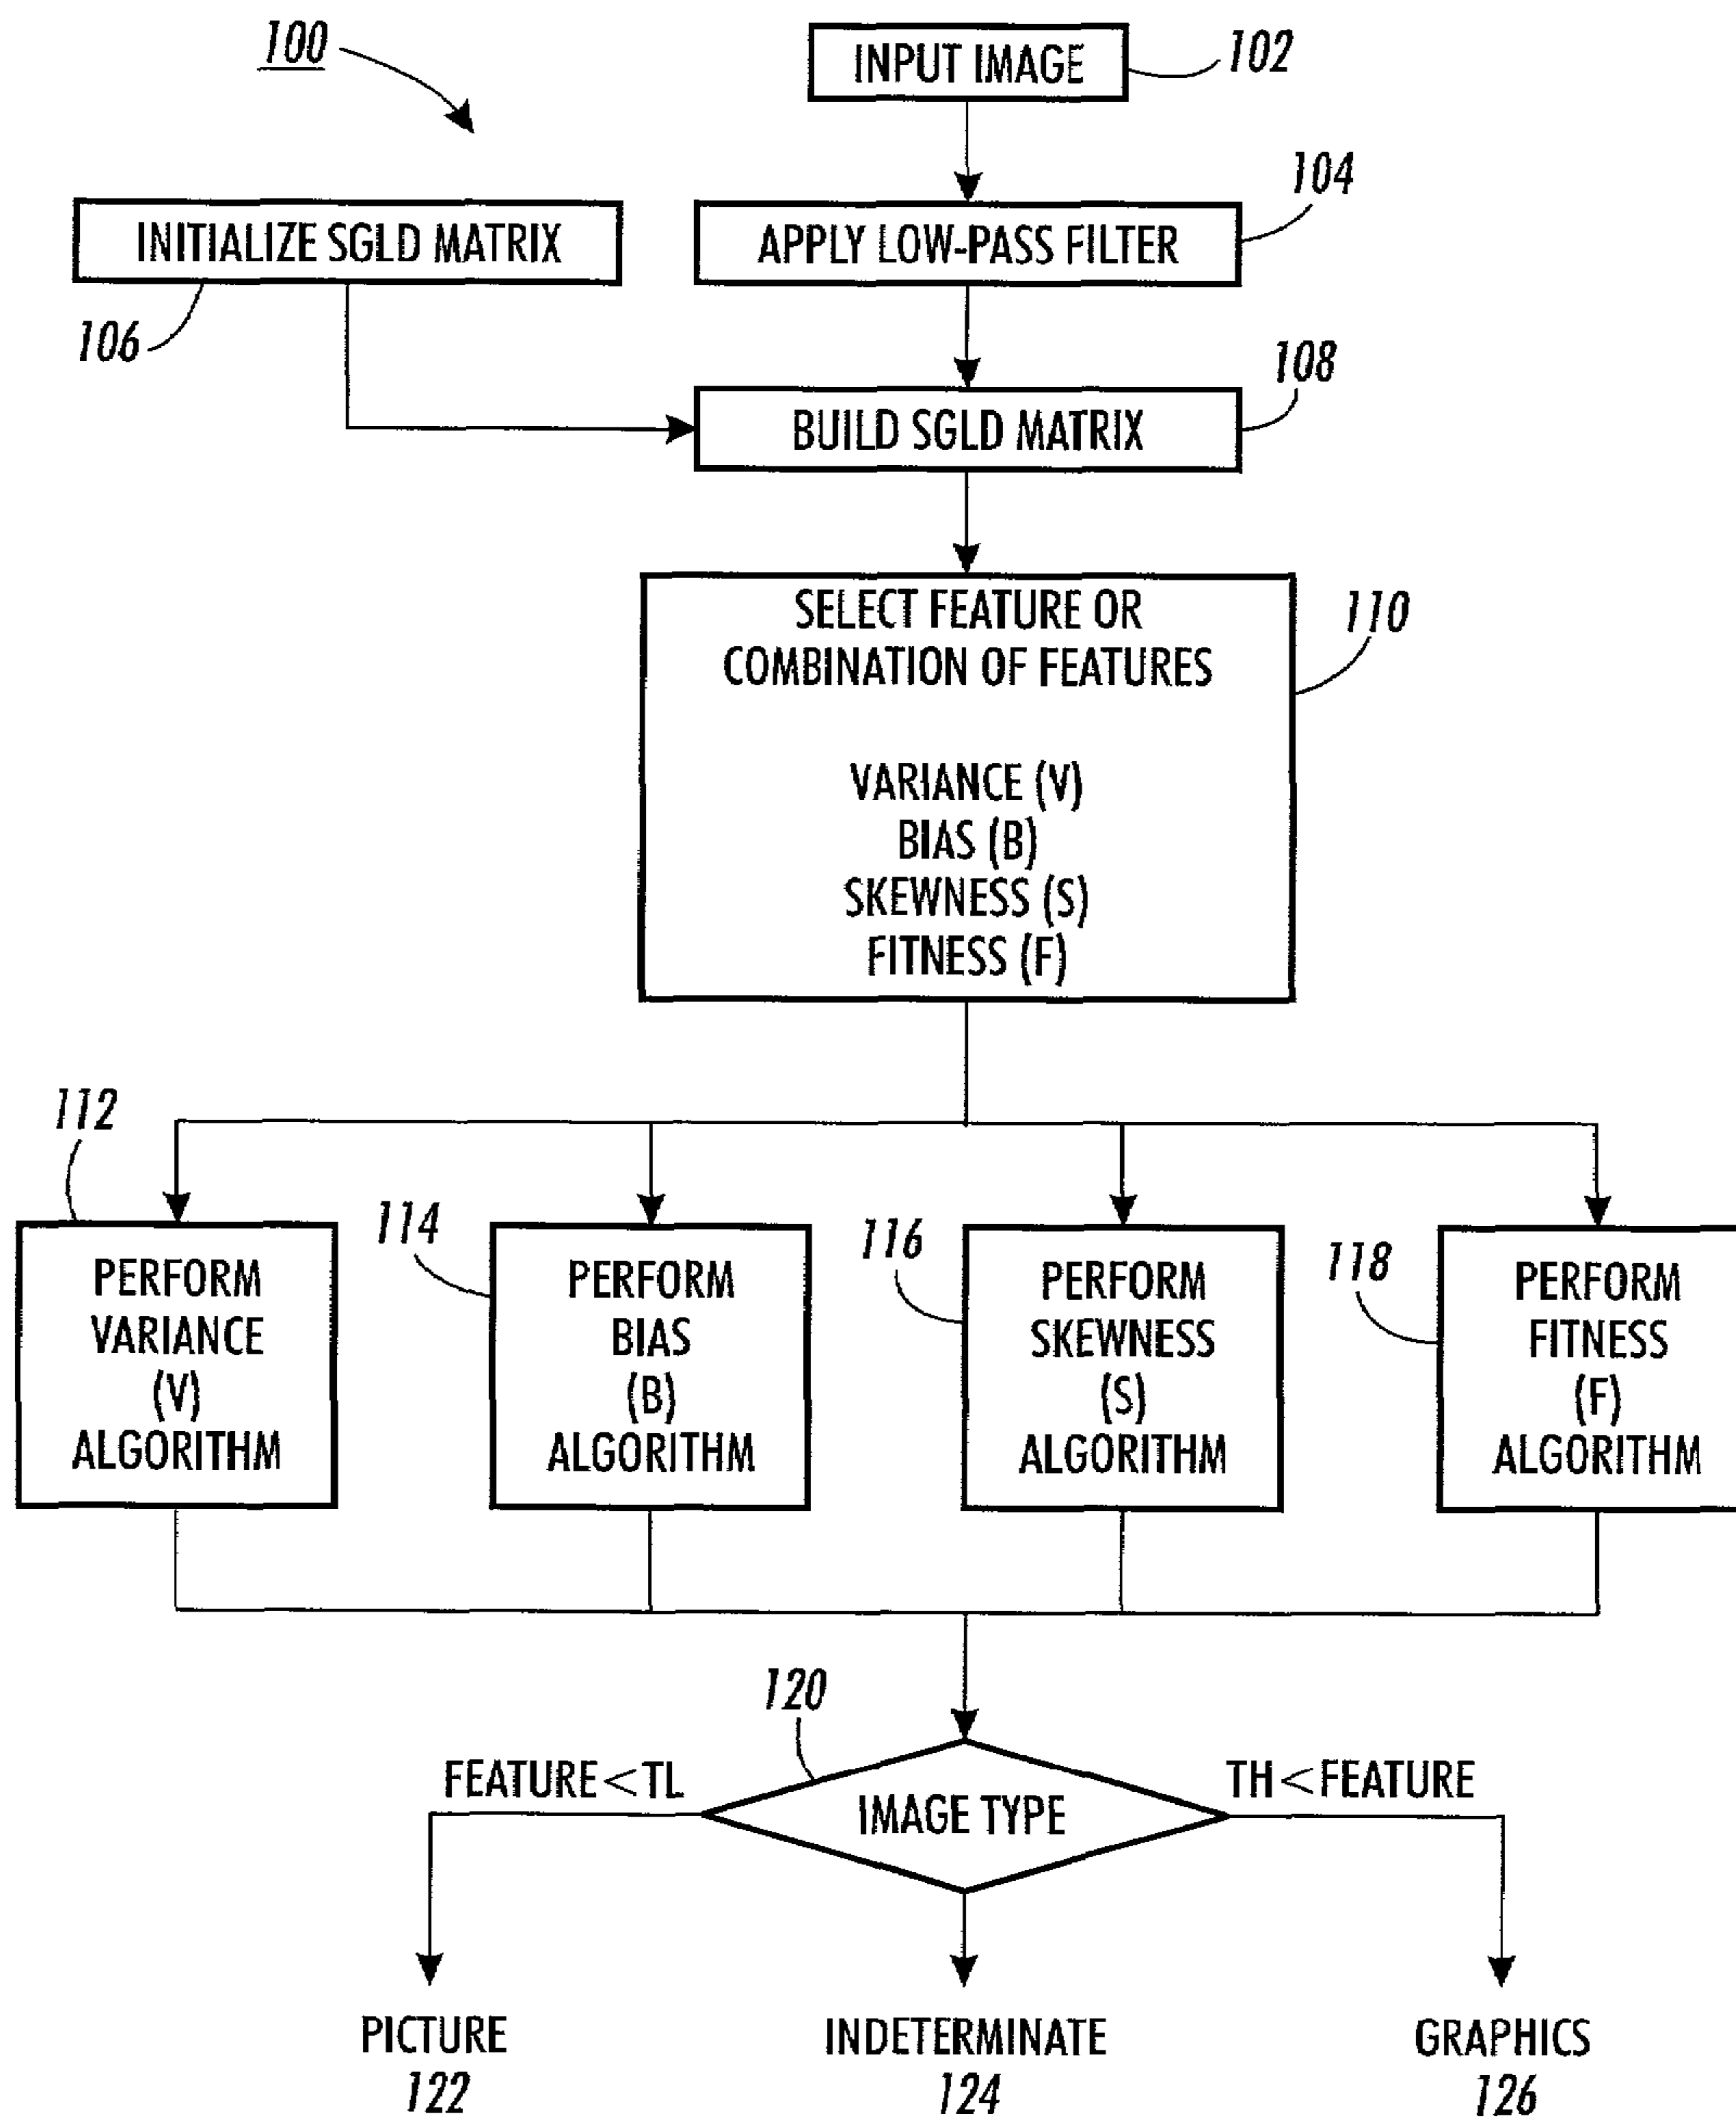 100
INPUT IMAGE
102
104
INITIALIZE SGLD MATRIX
APPLY LOW-PASS FILTER
106
108
BUILD SGLD MATRIX
SELECT FEATURE OR
COMBINATION OF FEATURES
110
VARIANCE (V)
BIAS (B)
SKEWNESS (S)
FITNESS (F)
112
114
116
118
PERFORM
VARIANCE
(V)
ALGORITHM
PERFORM
BIAS
(B)
ALGORITHM
PERFORM
SKEWNESS
(S)
ALGORITHM
PERFORM
FITNESS
(F)
ALGORITHM
120
FEATURE<TL
IMAGE TYPE
TH<FEATURE
PICTURE
122
INDETERMINATE
124
GRAPHICS
126